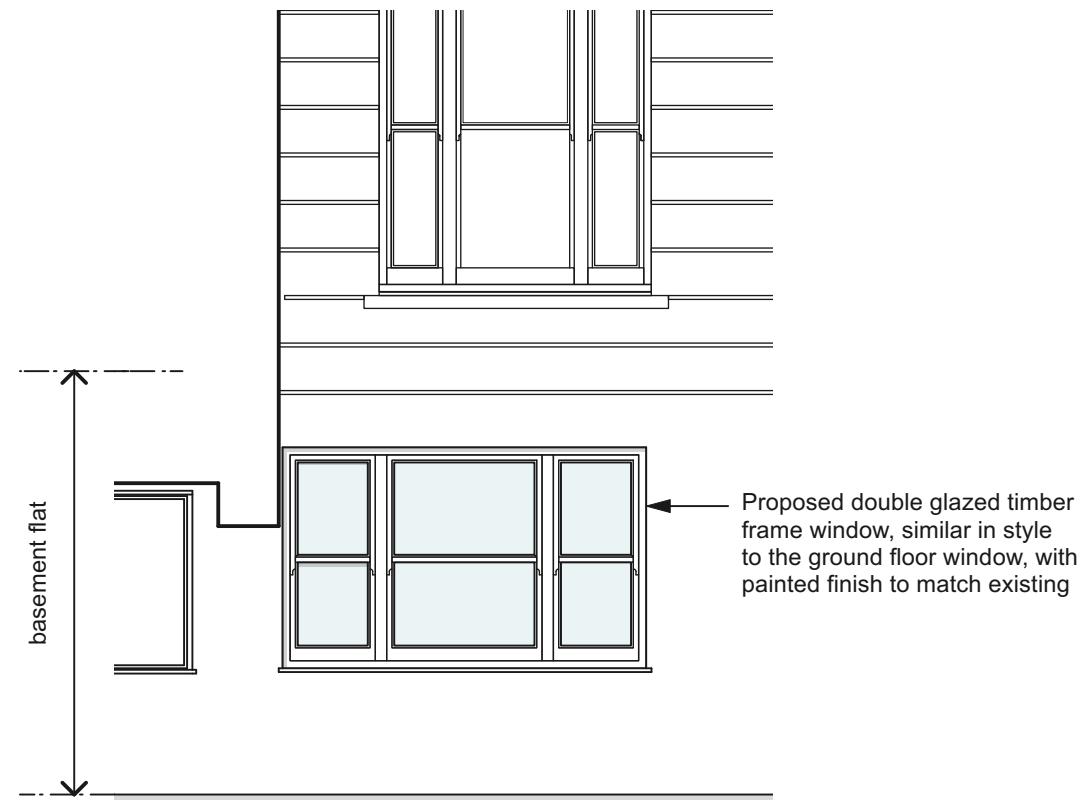 basement flat
Proposed double glazed timber
frame window, similar in style
to the ground floor window, with
painted finish to match existing